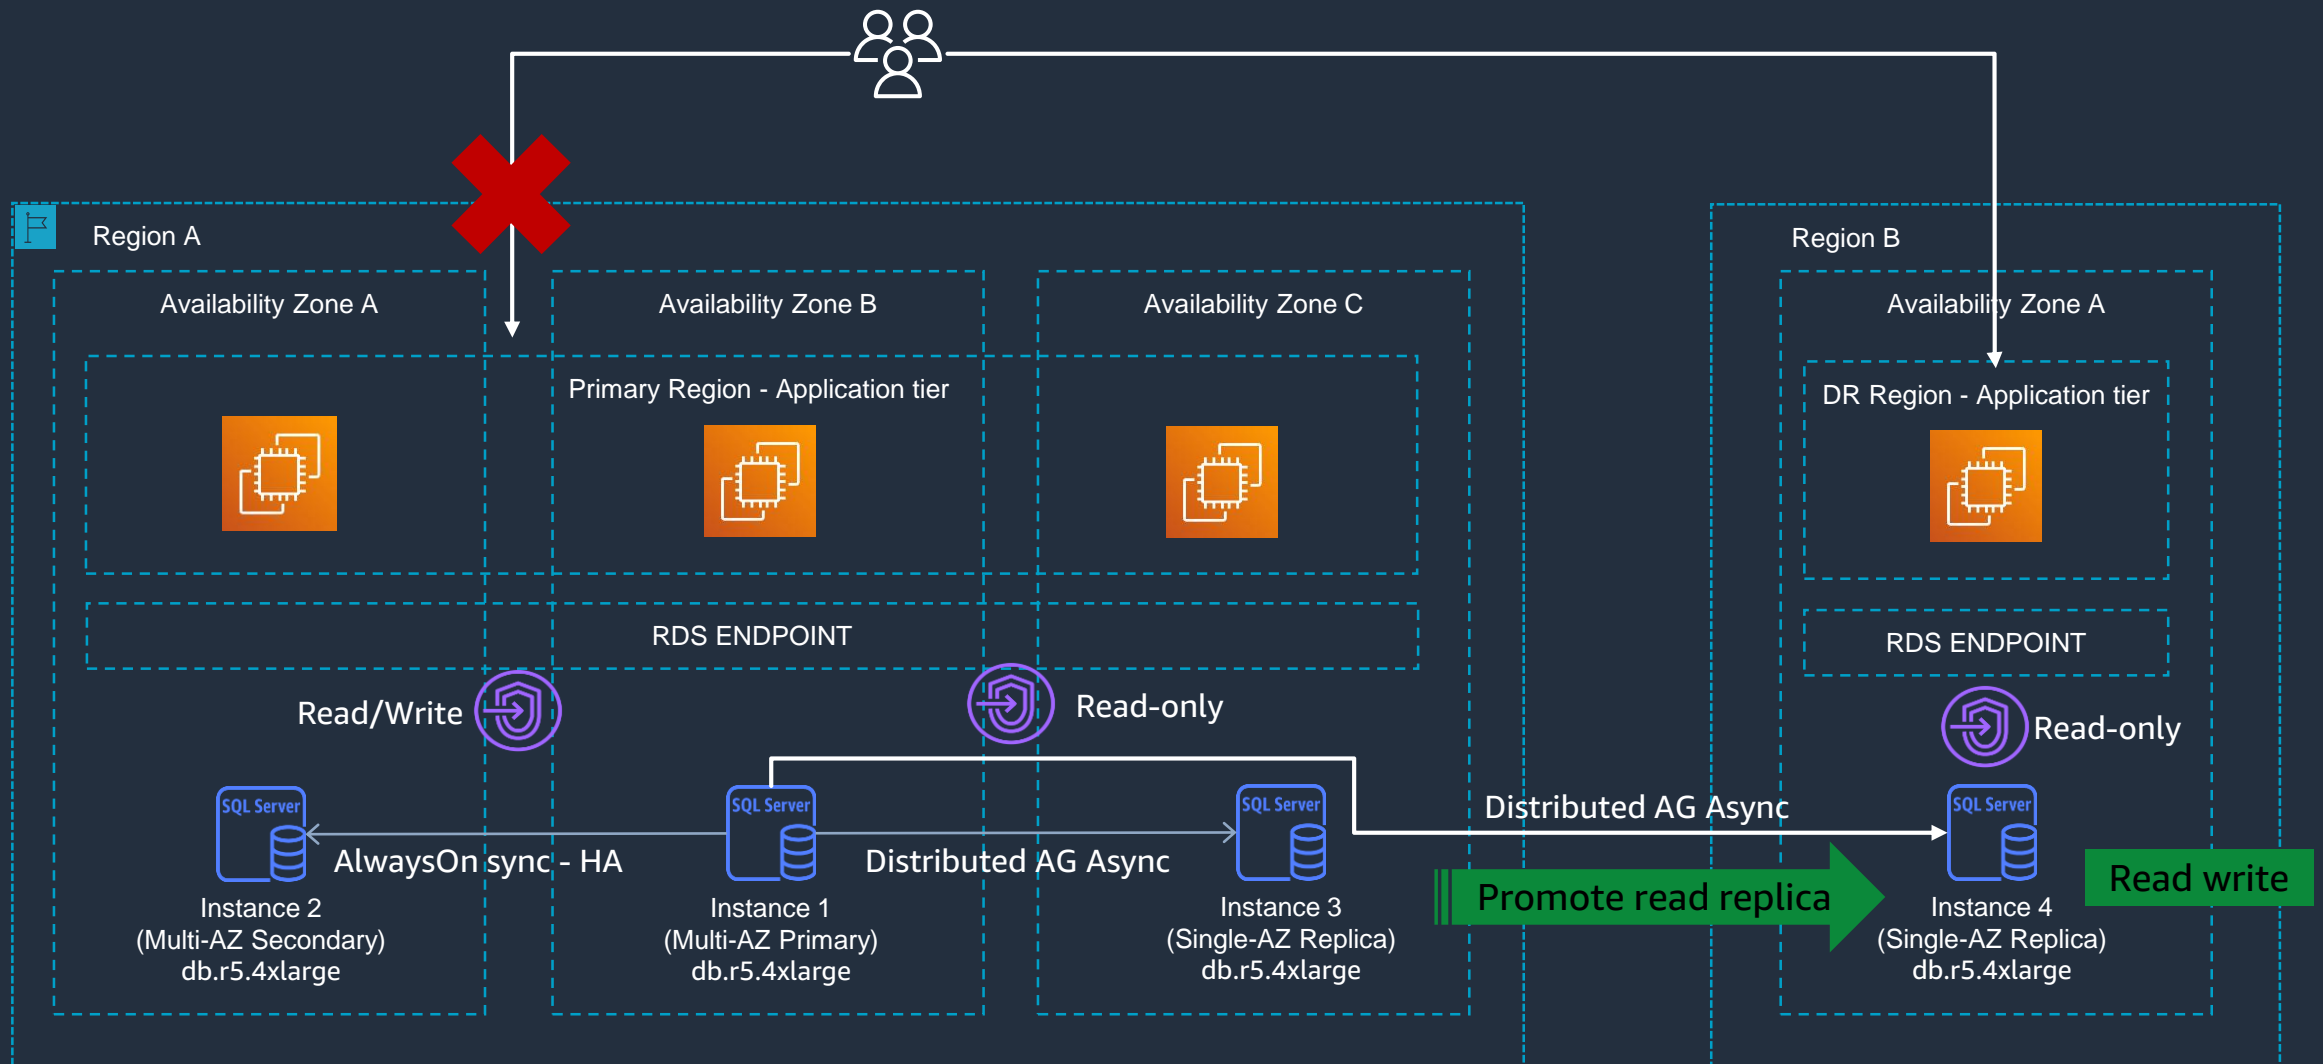 Region A
Region B
Availability Zone A
Availability Zone B
Availability Zone C
Availability Zone A
Primary Region - Application tier
DR Region - Application tier
RDS ENDPOINT
RDS ENDPOINT
Read/Write
Read-only
Read-only
SQL Server
SQL Server
SQL Server
SQL Server
Distributed AG Async
AlwaysOn sync - HA
Distributed AG Async
Promote read replica
Read write
Instance 2
(Multi-AZ Secondary)
db.r5.4xlarge
Instance 1
(Multi-AZ Primary)
db.r5.4xlarge
Instance 3
(Single-AZ Replica)
db.r5.4xlarge
Instance 4
(Single-AZ Replica)
db.r5.4xlarge